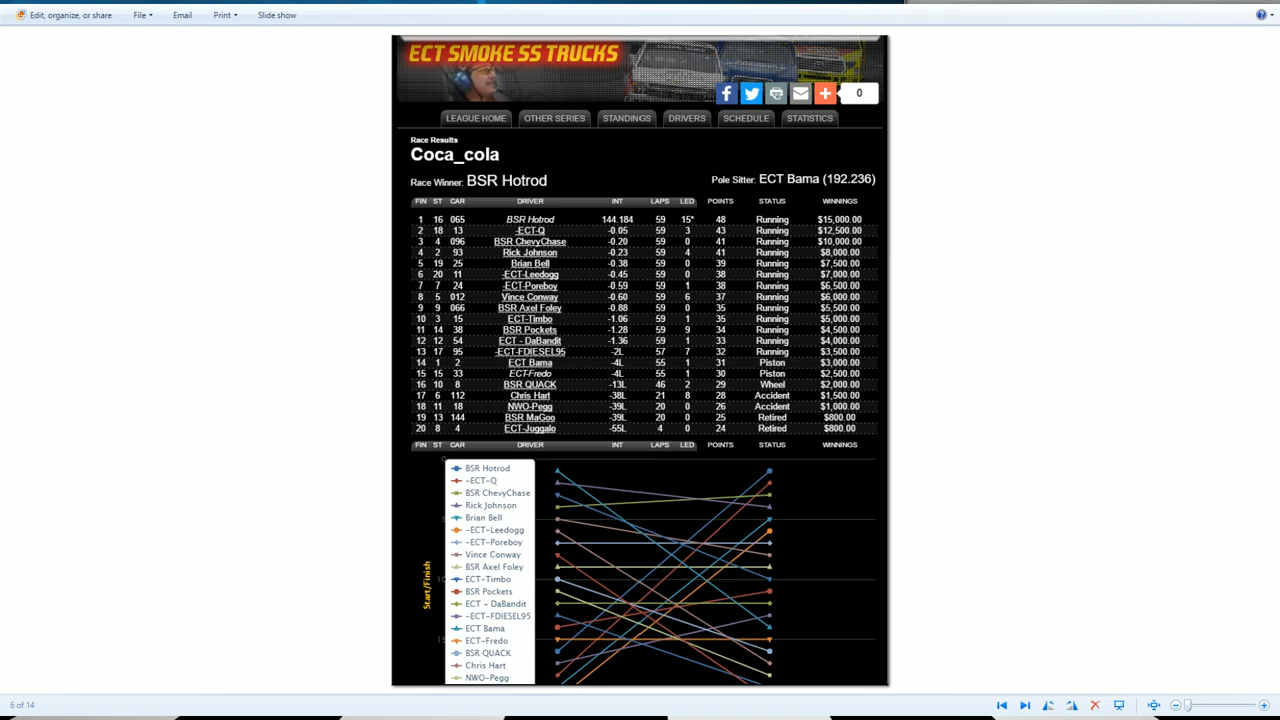 Edit, organize, or share File Email Print Slide show
ECT SMOKE SS TRUCKS
0
LEAGUE HOME OTHER SERIES STANDINGS DRIVERS SCHEDULE STATISTICS
Race Results
Coca_cola
Race Winner: BSR Hotrod Pole Sitter: ECT Bama (192.236)
FIN ST CAR DRIVER INT LAPS LED POINTS STATUS WINNINGS
1 16 065 BSR Hotrod 144.184 59 15* 48 Running $15,000.00
2 18 13 -ECT-Q -0.05 59 3 43 Running $12,500.00
3 4 096 BSR ChevyChase -0.20 59 0 41 Running $10,000.00
4 2 93 Rick Johnson -0.23 59 4 41 Running $8,000.00
5 19 25 Brian Bell -0.38 59 0 39 Running $7,500.00
6 20 11 -ECT-Leedogg -0.45 59 0 38 Running $7,000.00
7 7 24 -ECT-Poreboy -0.59 59 1 38 Running $6,500.00
8 5 012 Vince Conway -0.60 59 6 37 Running $6,000.00
9 9 066 BSR Axel Foley -0.88 59 0 35 Running $5,500.00
10 3 15 ECT-Timbo -1.06 59 1 35 Running $5,000.00
11 14 38 BSR Pockets -1.28 59 9 35 Running $4,500.00
12 12 54 ECT - DaBandit -1.36 59 1 33 Running $4,000.00
13 17 95 -ECT-FDIESEL95 -2L 57 7 32 Running $3,500.00
14 1 2 ECT Bama -4L 55 1 31 Piston $3,000.00
15 15 33 ECT-Fredo -4L 55 1 30 Piston $2,500.00
16 10 8 BSR QUACK -13L 46 2 29 Wheel $2,000.00
17 6 112 Chris Hart -38L 21 8 28 Accident $1,500.00
18 11 18 NWO-Pegg -39L 20 0 26 Accident $1,000.00
19 13 144 BSR MaGoo -39L 20 0 25 Retired $800.00
20 8 4 ECT-Juggalo -55L 4 0 24 Retired $800.00
FIN ST CAR DRIVER INT LAPS LED POINTS STATUS WINNINGS
Start/Finish
BSR Hotrod
-ECT-Q
BSR ChevyChase
Rick Johnson
Brian Bell
-ECT-Leedogg
-ECT-Poreboy
Vince Conway
BSR Axel Foley
ECT-Timbo
BSR Pockets
ECT - DaBandit
-ECT-FDIESEL95
ECT Bama
ECT-Fredo
BSR QUACK
Chris Hart
NWO-Pegg
6 of 14